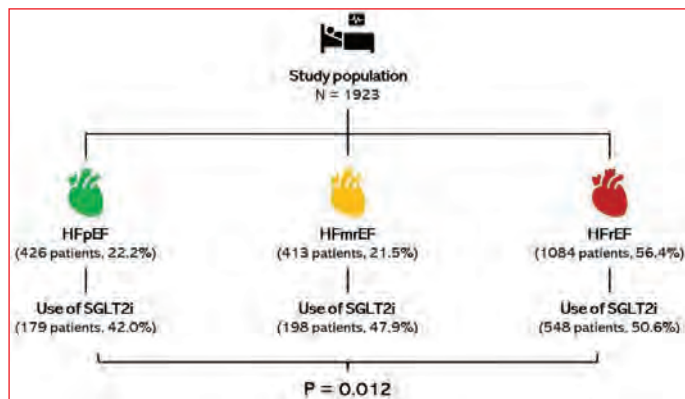 Study population
N = 1923
HFpEF
(426 patients, 22.2%)
HFmrEF
(413 patients, 21.5%)
HFrEF
(1084 patients, 56.4%)
Use of SGLT2i
(179 patients, 42.0%)
Use of SGLT2i
(198 patients, 47.9%)
Use of SGLT2i
(548 patients, 50.6%)
P = 0.012